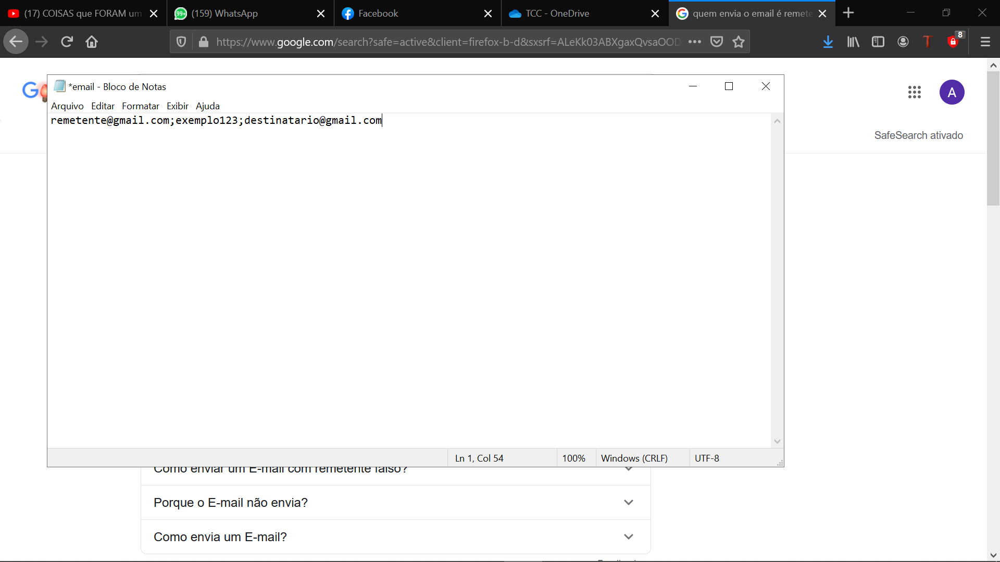 (17) COISAS que FORAM um
99+ (159) WhatsApp
Facebook
TCC - OneDrive
quem envia o email é remete
https://www.google.com/search?safe=active&client=firefox-b-d&sxsrf=ALeKk03ABXgaxQvsaOOD
8
G
*email - Bloco de Notas
A
Arquivo Editar Formatar Exibir Ajuda
remetente@gmail.com;exemplo123;destinatario@gmail.com
SafeSearch ativado
Ln 1, Col 54 100% Windows (CRLF) UTF-8
Como enviar um E-mail com remetente falso?
Porque o E-mail não envia?
Como envia um E-mail?